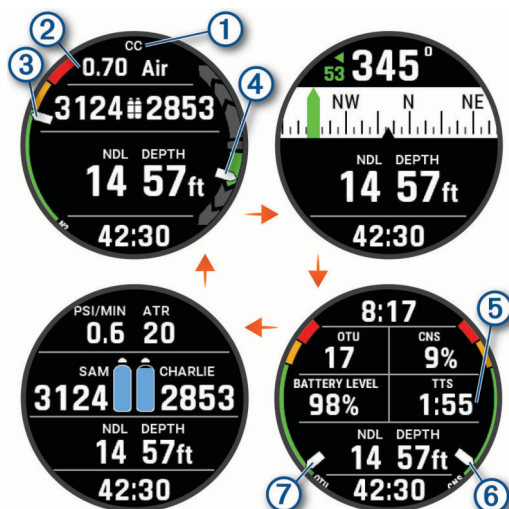 1
CC
2
0.70 Air
3
3124 2853
4
NDL DEPTH
14 57ft
N2
42:30
53 345°
NW N NE
NDL DEPTH
14 57ft
42:30
PSI/MIN ATR
0.6 20
SAM CHARLIE
3124 2853
NDL DEPTH
14 57ft
42:30
8:17
5
OTU CNS
17 9%
BATTERY LEVEL TTS
98% 1:55
NDL DEPTH
14 57ft
OTU CNS
42:30
7
6